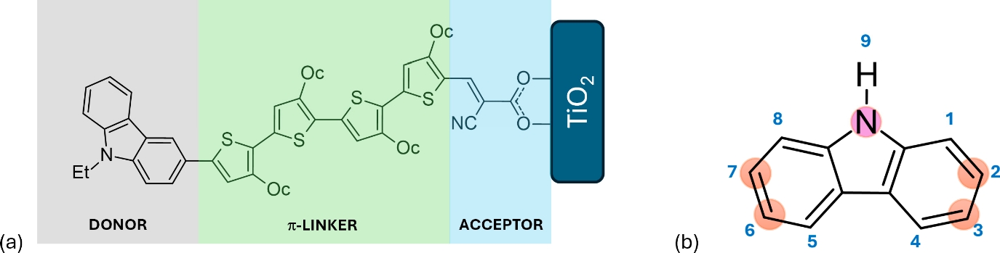 Oc
Oc
S
S
O
TiO2
NC
S
S
O
N
Oc
Et
Oc
DONOR
π-LINKER
ACCEPTOR
(a)
9
H
8
N
1
7
2
6
3
5
4
(b)